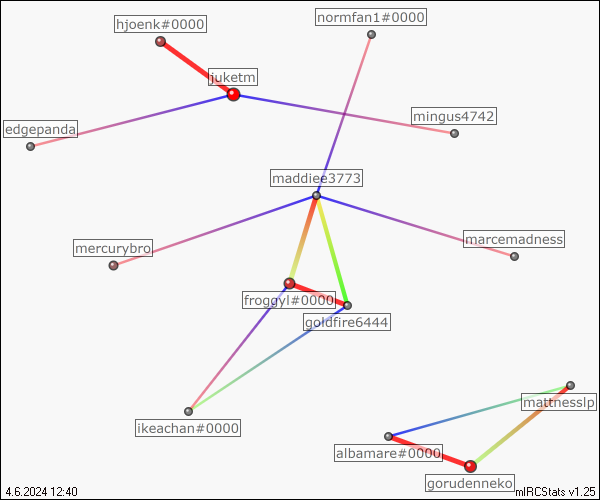 hjoenk#0000
normfan1#0000
juketm
mingus4742
edgepanda
maddiee3773
marcemadness
mercurybro
froggyl#0000
goldfire6444
mattnesslp
ikeachan#0000
albamare#0000
gorudenneko
4.6.2024 12:40
mIRCStats v1.25